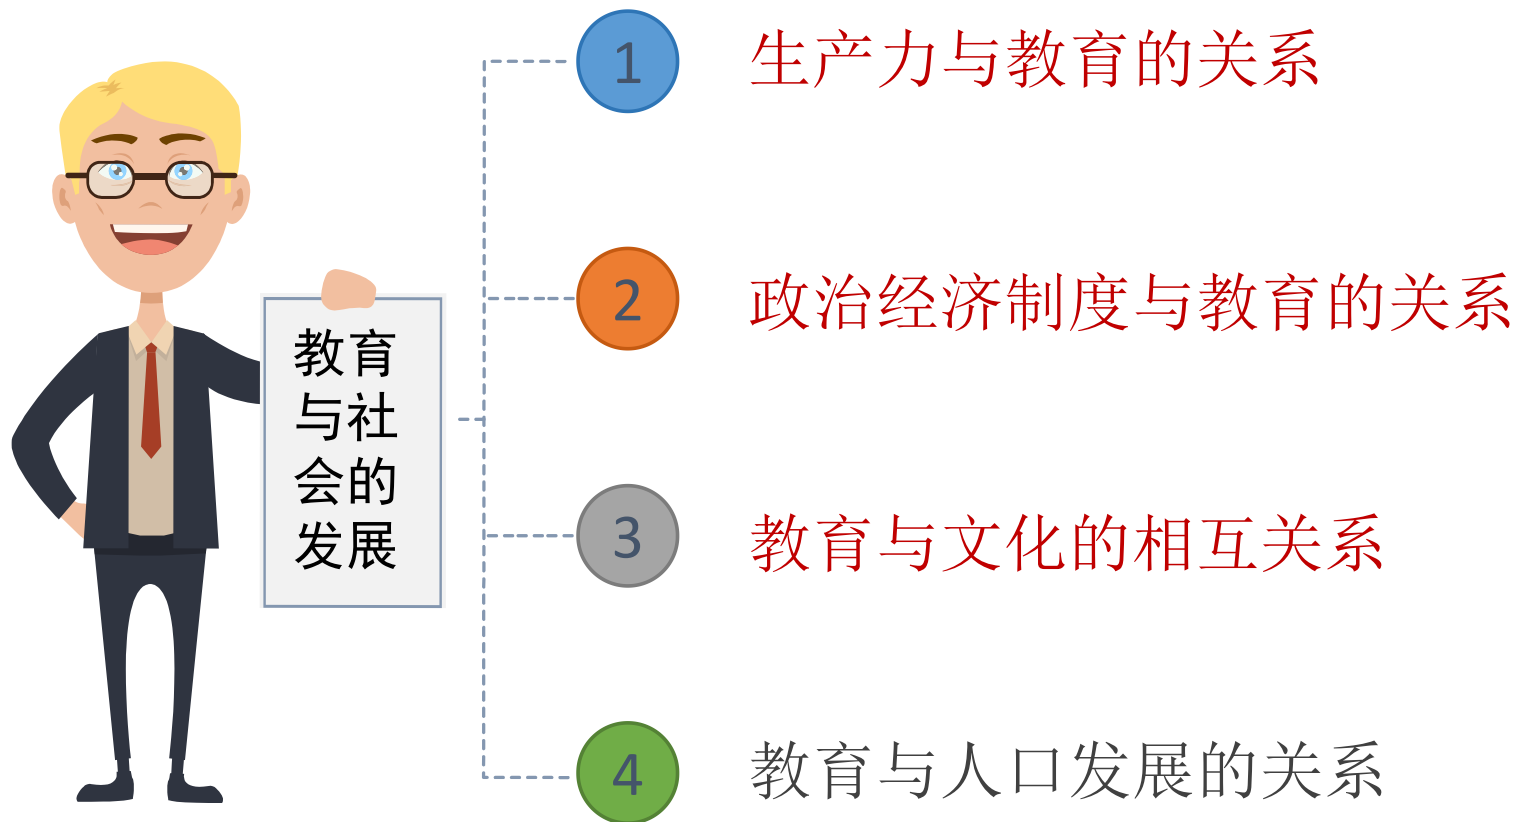 教育
与社
会的
发展
1 生产力与教育的关系
2 政治经济制度与教育的关系
3 教育与文化的相互关系
4 教育与人口发展的关系